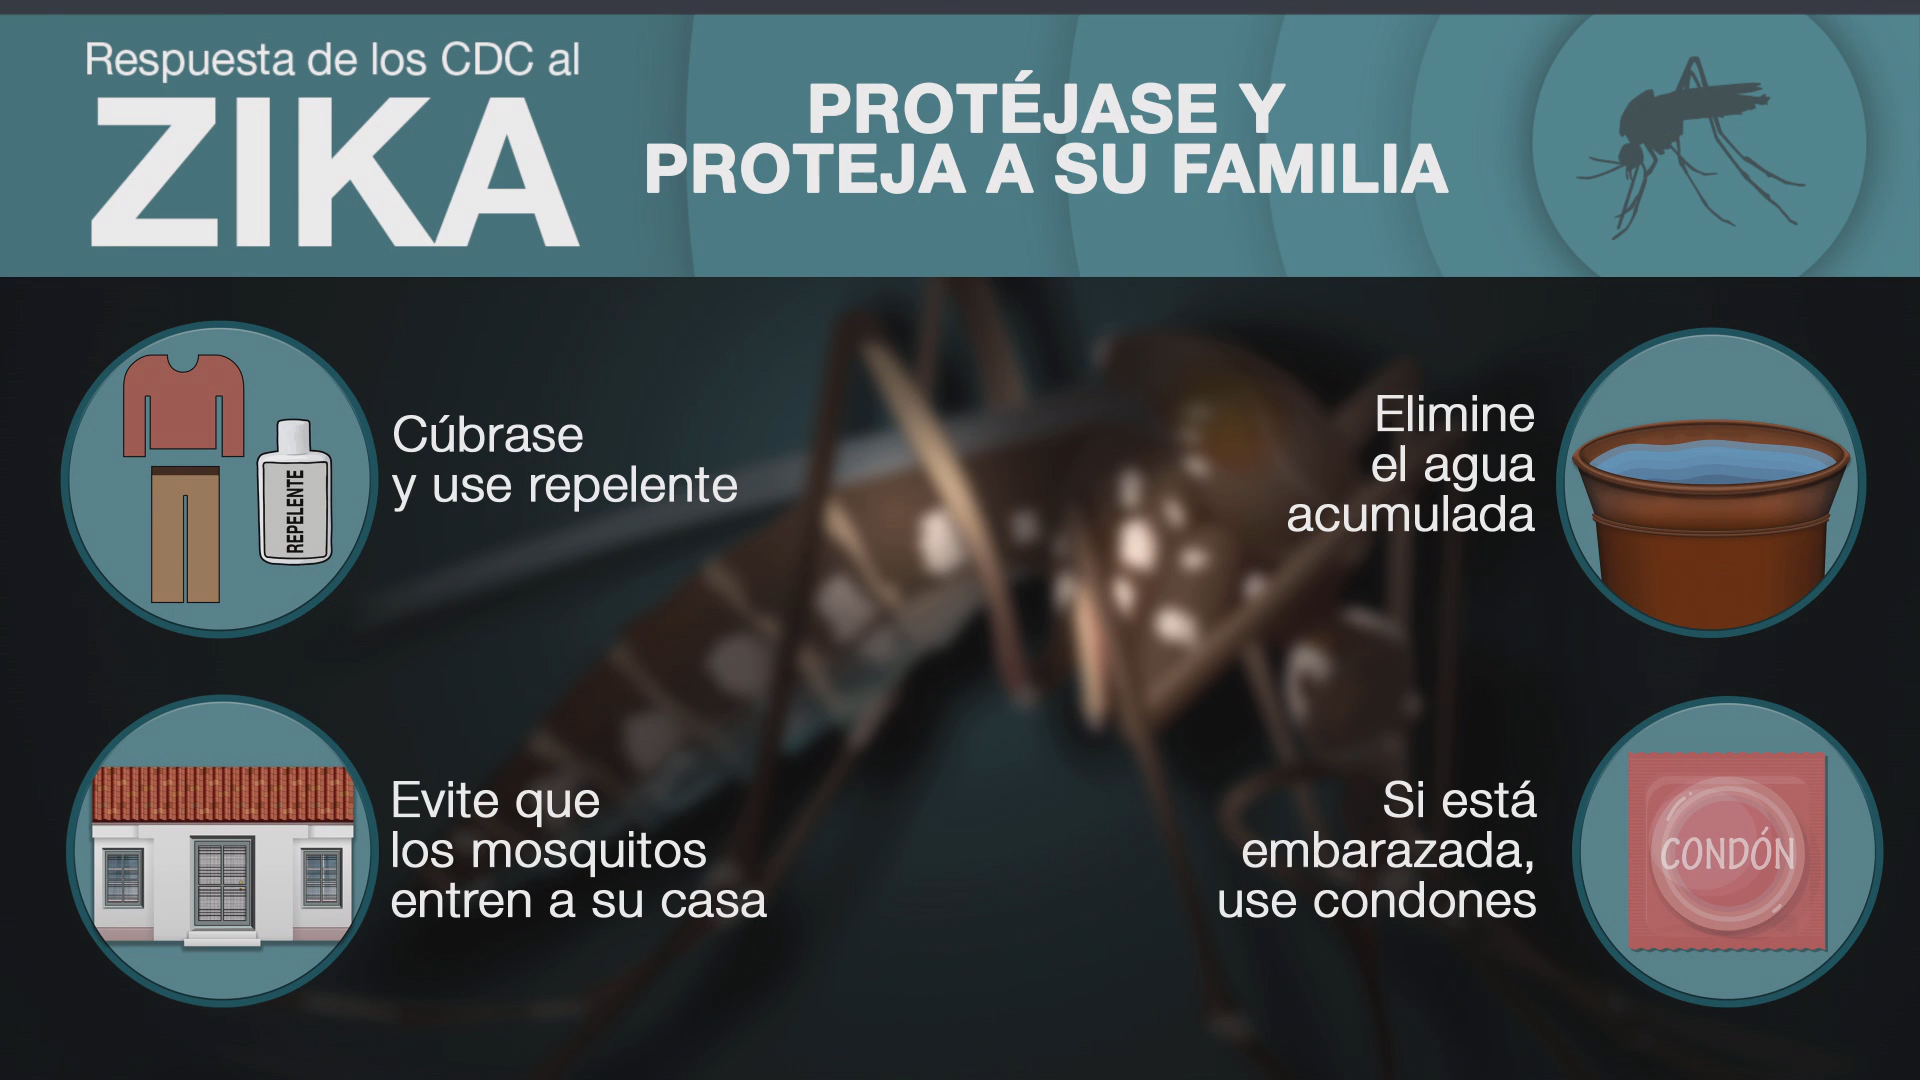 Respuesta de los CDC al
ZIKA
PROTÉJASE Y
PROTEJA A SU FAMILIA
Cúbrase
y use repelente
REPELENTE
Elimine
el agua
acumulada
Evite que
los mosquitos
entren a su casa
Si está
embarazada,
use condones
CONDÓN